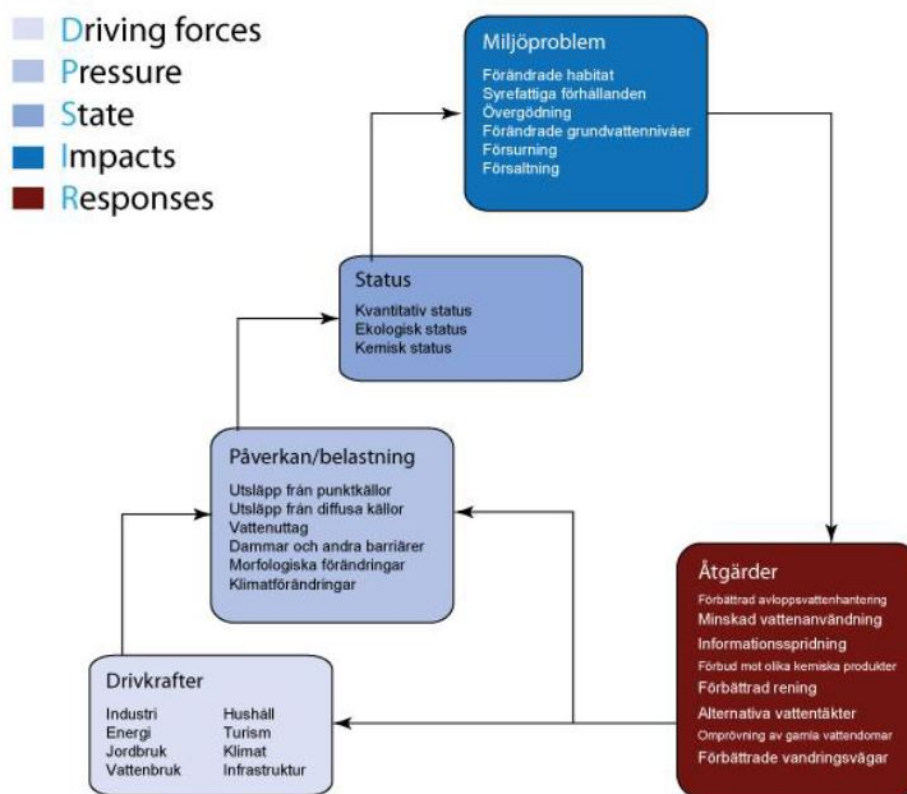 Driving forces
Pressure
State
Impacts
Responses
Miljöproblem
Förändrade habitat
Syrefattiga förhållanden
Övergödning
Förändrade grundvattennivåer
Försurning
Försaltning
Status
Kvantitativ status
Ekologisk status
Kemisk status
Påverkan/belastning
Utsläpp från punktkällor
Utsläpp från diffusa källor
Vattenuttag
Dammar och andra barriärer
Morfologiska förändringar
Klimatförändringar
Drivkrafter
Industri Hushåll
Energi Turism
Jordbruk Klimat
Vattenbruk Infrastruktur
Åtgärder
Förbättrad avloppsvattenhantering
Minskad vattenanvändning
Informationsspridning
Förbud mot olika kemiska produkter
Förbättrad rening
Alternativa vattentäkter
Omprövning av gamla vattendomar
Förbättrade vandringsvägar